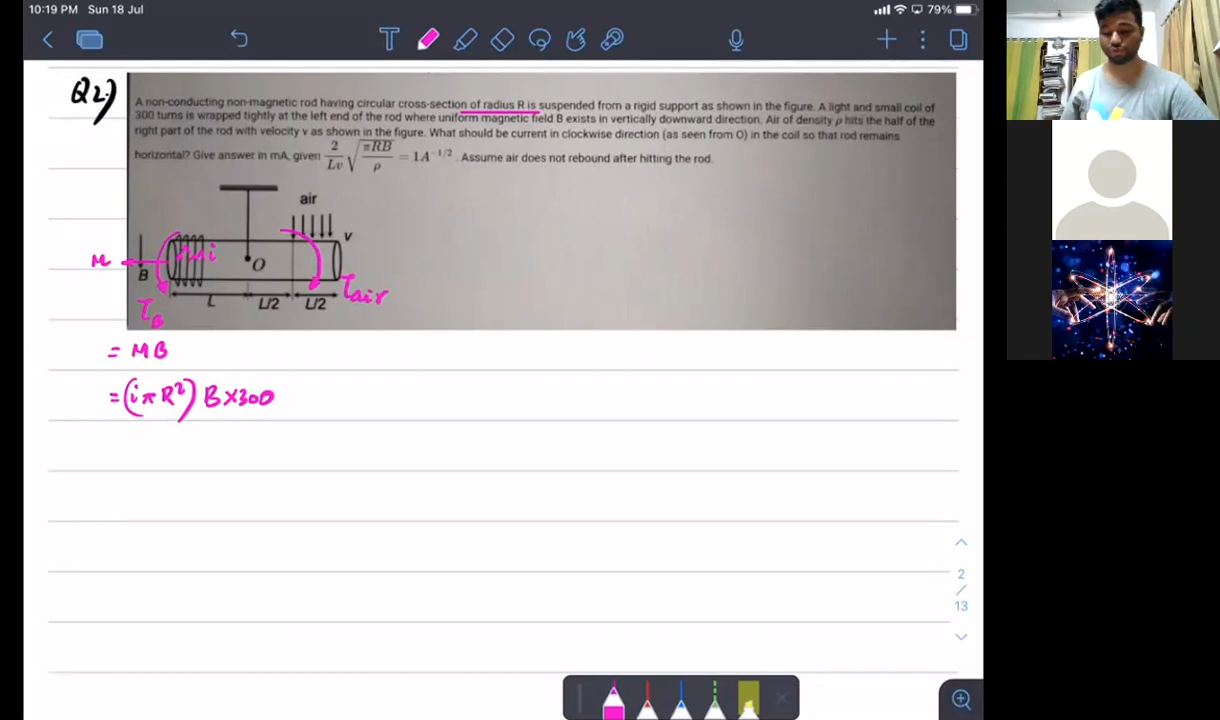 10:19 PM Sun 18 Jul
79%
Q2.)
A non-conducting non-magnetic rod having circular cross-section of radius R is suspended from a rigid support as shown in the figure. A light and small coil of
300 turns is wrapped tightly at the left end of the rod where uniform magnetic field B exists in vertically downward direction. Air of density ρ hits the half of the
right part of the rod with velocity v as shown in the figure. What should be current in clockwise direction (as seen from O) in the coil so that rod remains
horizontal? Give answer in mA, given 2/Lv √(πRB/ρ) = 1A^-1/2. Assume air does not rebound after hitting the rod.
air
v
M
B
i
O
τair
L
L/2
L/2
τB
= MB
= (iπR²) B×300
2
/
13